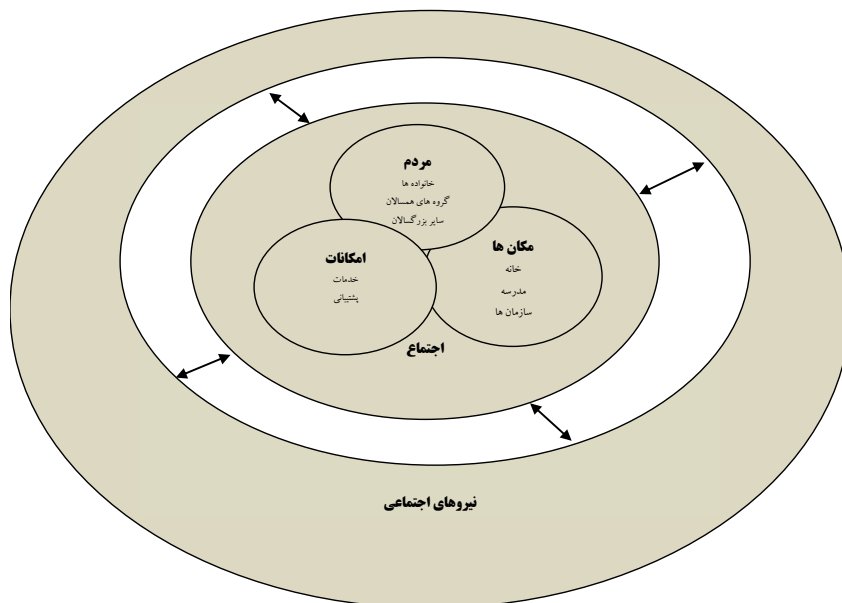 مردم
خانواده ها
گروه های همسالان
سایر بزرگسالان
مکان ها
خانه
مدرسه
سازمان ها
امکانات
خدمات
پشتیبانی
اجتماع
نیروهای اجتماعی